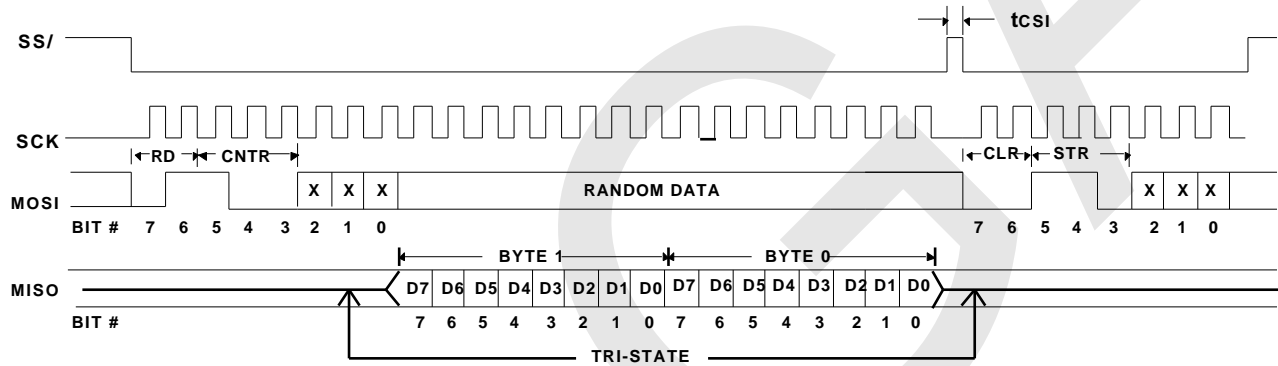 tCSI
SS/
SCK
RD CNTR CLR STR
MOSI X X X RANDOM DATA X X X
BIT # 7 6 5 4 3 2 1 0 7 6 5 4 3 2 1 0
BYTE 1 BYTE 0
MISO D7 D6 D5 D4 D3 D2 D1 D0 D7 D6 D5 D4 D3 D2 D1 D0
BIT # 7 6 5 4 3 2 1 0 7 6 5 4 3 2 1 0
TRI-STATE